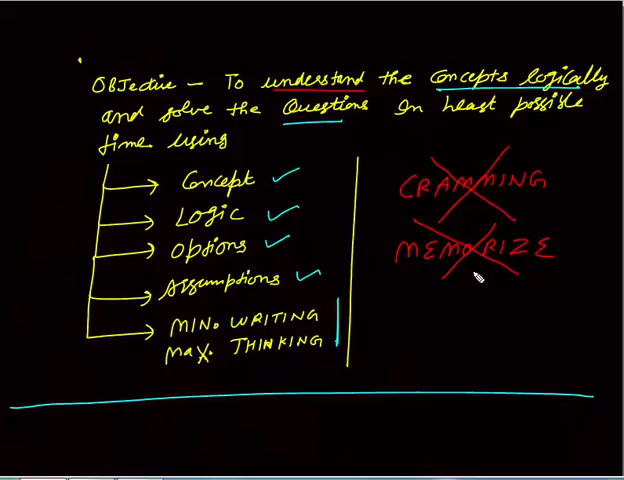 Objective - To understand the concepts logically
and solve the Questions In least possible
time using
Concept
Logic
Options
Assumptions
MIN. WRITING
Max. THINKING
CRAMMING
MEMORIZE